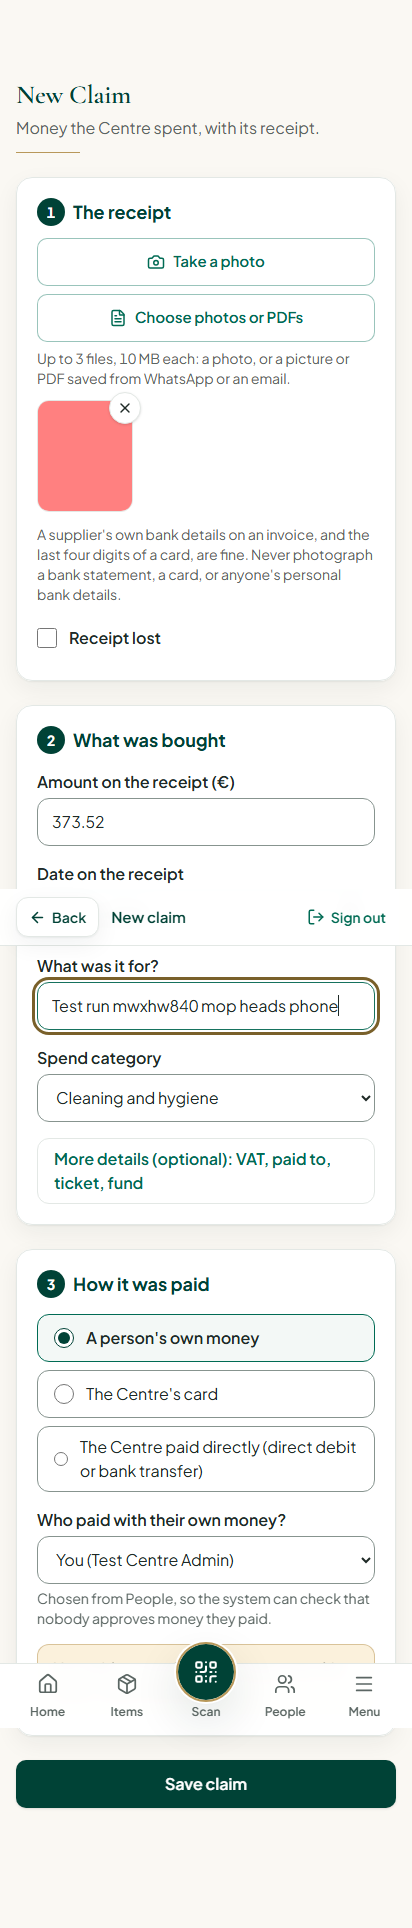 New Claim
Money the Centre spent, with its receipt.
1 The receipt
Take a photo
Choose photos or PDFs
Up to 3 files, 10 MB each: a photo, or a picture or
PDF saved from WhatsApp or an email.
A supplier's own bank details on an invoice, and the
last four digits of a card, are fine. Never photograph
a bank statement, a card, or anyone's personal
bank details.
Receipt lost
2 What was bought
Amount on the receipt (€)
373.52
Date on the receipt
Back
New claim
Sign out
What was it for?
Test run mwxhw840 mop heads phone
Spend category
Cleaning and hygiene
More details (optional): VAT, paid to,
ticket, fund
3 How it was paid
A person's own money
The Centre's card
The Centre paid directly (direct debit
or bank transfer)
Who paid with their own money?
You (Test Centre Admin)
Chosen from People, so the system can check that
nobody approves money they paid.
Home
Items
Scan
People
Menu
Save claim